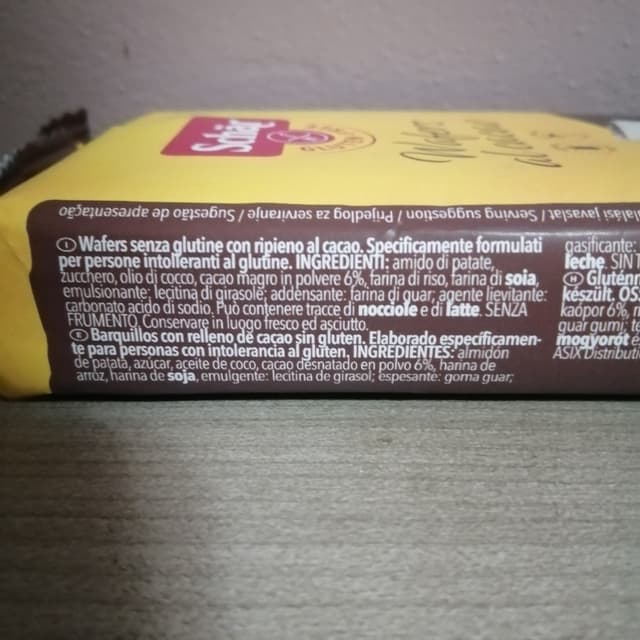 Schär
Wafers
al cacao
javaslat / Serving suggestion / Prijedlog za serviranje / Sugestão de apresentação
I Wafers senza glutine con ripieno al cacao. Specificamente formulati
per persone intolleranti al glutine. INGREDIENTI: amido di patate,
zucchero, olio di cocco, cacao magro in polvere 6%, farina di riso, farina di soia,
emulsionante: lecitina di girasole; addensante: farina di guar; agente lievitante:
carbonato acido di sodio. Può contenere tracce di nocciole e di latte. SENZA
FRUMENTO. Conservare in luogo fresco ed asciutto.
E Barquillos con relleno de cacao sin gluten. Elaborado específicamen-
te para personas con intolerancia al gluten. INGREDIENTES: almidón
de patata, azúcar, aceite de coco, cacao desnatado en polvo 6%, harina de
arroz, harina de soja, emulgente: lecitina de girasol; espesante: goma guar;
gasificante:
leche. SIN
H Glutén
készült.
kaópor 6%,
guar gumi;
mogyorót